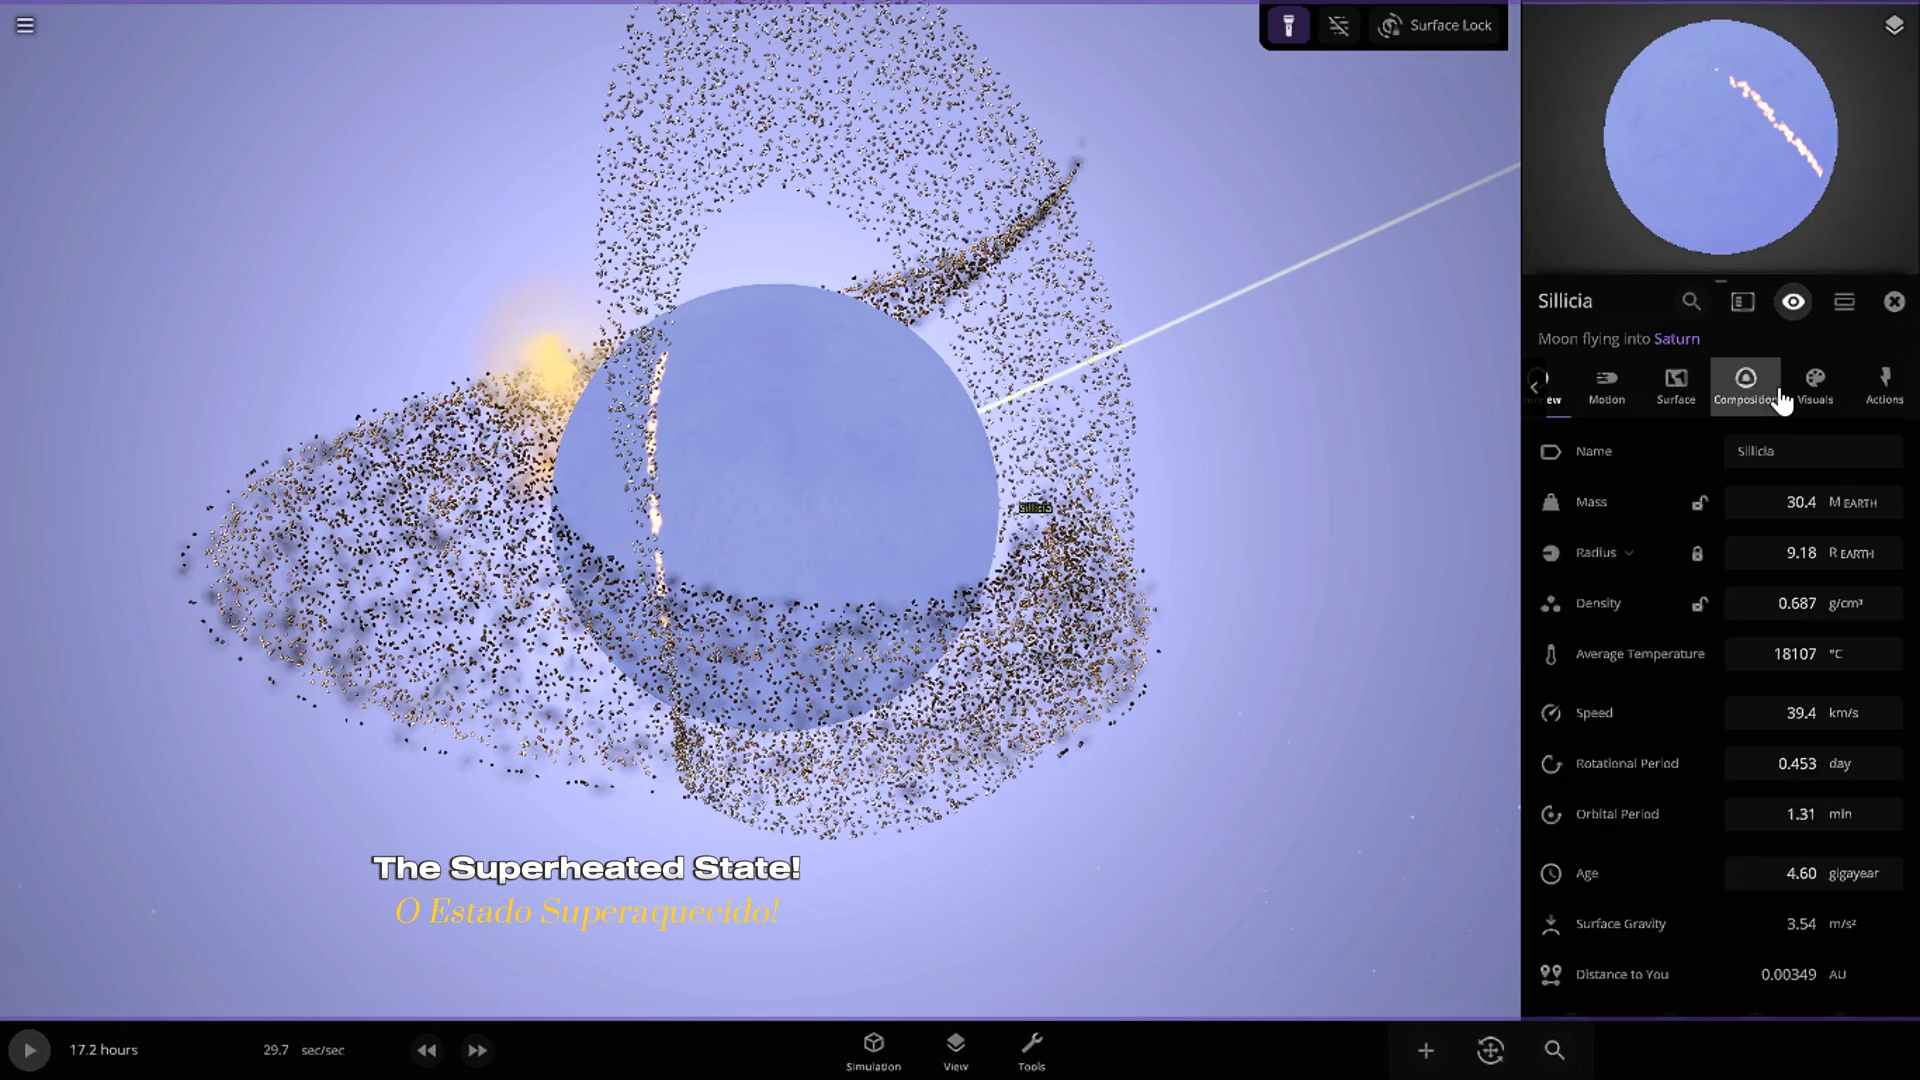 Surface Lock
Sillicia
Moon flying into Saturn
ew Motion Surface Composition Visuals Actions
Name Sillicia
Mass 30.4 M EARTH
Radius 9.18 R EARTH
Density 0.687 g/cm³
Average Temperature 18107 °C
Speed 39.4 km/s
Rotational Period 0.453 day
Orbital Period 1.31 min
Age 4.60 gigayear
Surface Gravity 3.54 m/s²
Distance to You 0.00349 AU
Sillicia
The Superheated State!
O Estado Superaquecido!
17.2 hours 29.7 sec/sec
Simulation View Tools